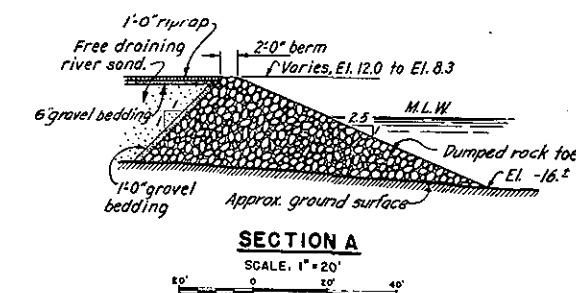 1'-0" riprap
Free draining
river sand.
2'-0" berm
Varies, El. 12.0 to El. 8.3
6" gravel bedding
1
2.5
1
M.L.W.
Dumped rock toe
El. -16.±
1'-0" gravel
bedding
Approx. ground surface
SECTION A
SCALE, 1" = 20'
20' 0 20' 40'